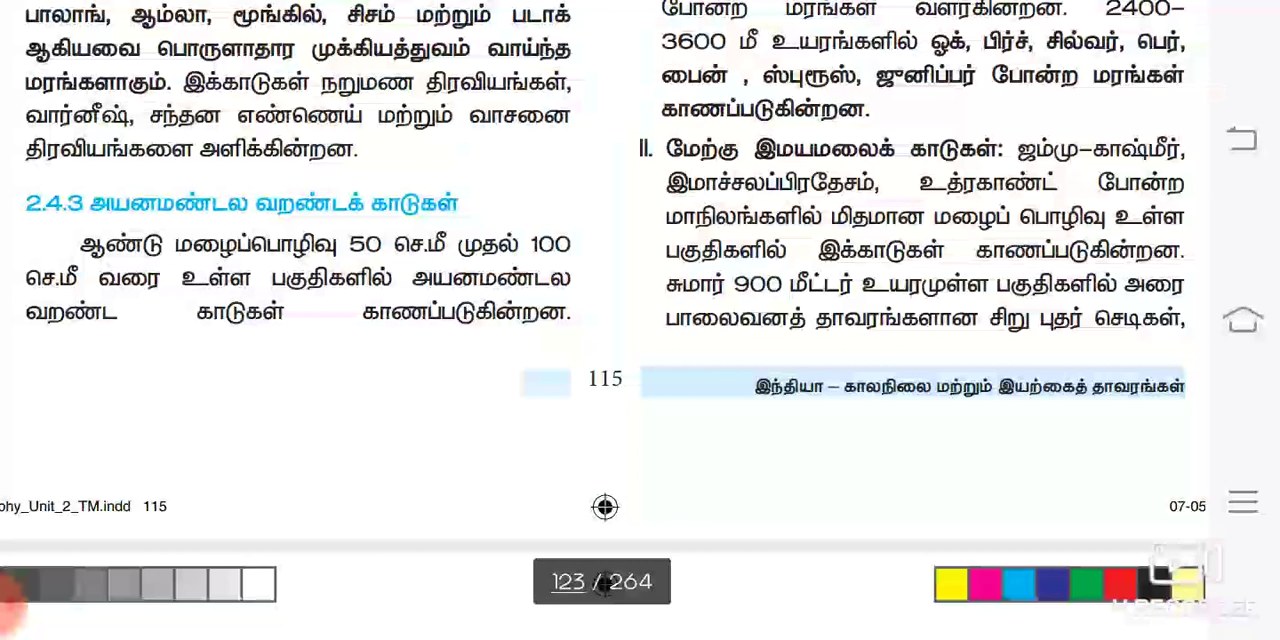 பாலாங், ஆம்லா, மூங்கில், சிசம் மற்றும் படாக்
ஆகியவை பொருளாதார முக்கியத்துவம் வாய்ந்த
மரங்களாகும். இக்காடுகள் நறுமண திரவியங்கள்,
வார்னீஷ், சந்தன எண்ணெய் மற்றும் வாசனை
திரவியங்களை அளிக்கின்றன.
2.4.3 அயனமண்டல வறண்டக் காடுகள்
ஆண்டு மழைப்பொழிவு 50 செ.மீ முதல் 100
செ.மீ வரை உள்ள பகுதிகளில் அயனமண்டல
வறண்ட காடுகள் காணப்படுகின்றன.
போன்ற மரங்கள் வளர்கின்றன. 2400–
3600 மீ உயரங்களில் ஓக், பிர்ச், சில்வர், பெர்,
பைன் , ஸ்புரூஸ், ஜுனிப்பர் போன்ற மரங்கள்
காணப்படுகின்றன.
II. மேற்கு இமயமலைக் காடுகள்: ஜம்மு–காஷ்மீர்,
இமாச்சலப்பிரதேசம், உத்ரகாண்ட் போன்ற
மாநிலங்களில் மிதமான மழைப் பொழிவு உள்ள
பகுதிகளில் இக்காடுகள் காணப்படுகின்றன.
சுமார் 900 மீட்டர் உயரமுள்ள பகுதிகளில் அரை
பாலைவனத் தாவரங்களான சிறு புதர் செடிகள்,
115
இந்தியா – காலநிலை மற்றும் இயற்கைத் தாவரங்கள்
phy_Unit_2_TM.indd 115
07-05
123 / 264